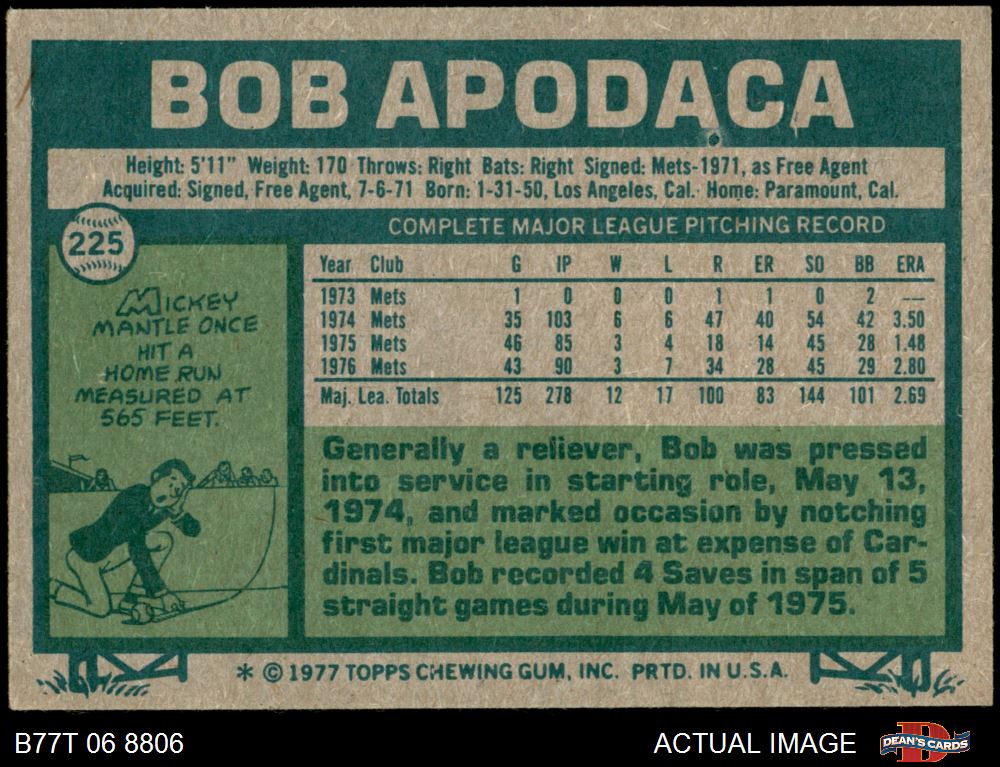 BOB APODACA
Height: 5'11" Weight: 170 Throws: Right Bats: Right Signed: Mets-1971, as Free Agent
Acquired: Signed, Free Agent, 7-6-71 Born: 1-31-50, Los Angeles, Cal. Home: Paramount, Cal.
225
COMPLETE MAJOR LEAGUE PITCHING RECORD
Year Club G IP W L R ER SO BB ERA
1973 Mets 1 0 0 0 1 1 0 2 —
1974 Mets 35 103 6 6 47 40 54 42 3.50
1975 Mets 46 85 3 4 18 14 45 28 1.48
1976 Mets 43 90 3 7 34 28 45 29 2.80
Maj. Lea. Totals 125 278 12 17 100 83 144 101 2.69
MICKEY
MANTLE ONCE
HIT A
HOME RUN
MEASURED AT
565 FEET.
Generally a reliever, Bob was pressed
into service in starting role, May 13,
1974, and marked occasion by notching
first major league win at expense of Car-
dinals. Bob recorded 4 Saves in span of 5
straight games during May of 1975.
* © 1977 TOPPS CHEWING GUM, INC. PRTD. IN U.S.A.
B77T 06 8806
ACTUAL IMAGE
D
DEAN'S CARDS